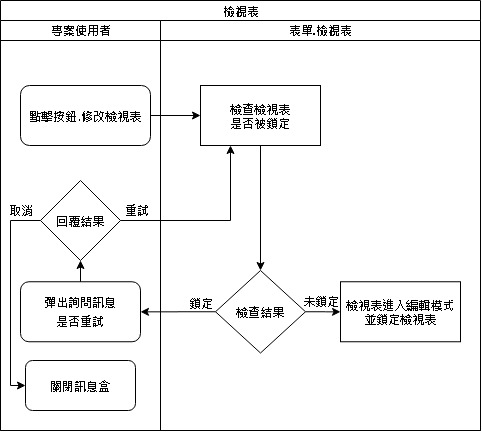 檢視表
專案使用者
表單.檢視表
點擊按鈕.修改檢視表
檢查檢視表
是否被鎖定
取消
回覆結果
重試
彈出詢問訊息
是否重試
鎖定
檢查結果
未鎖定
檢視表進入編輯模式
並鎖定檢視表
關閉訊息盒